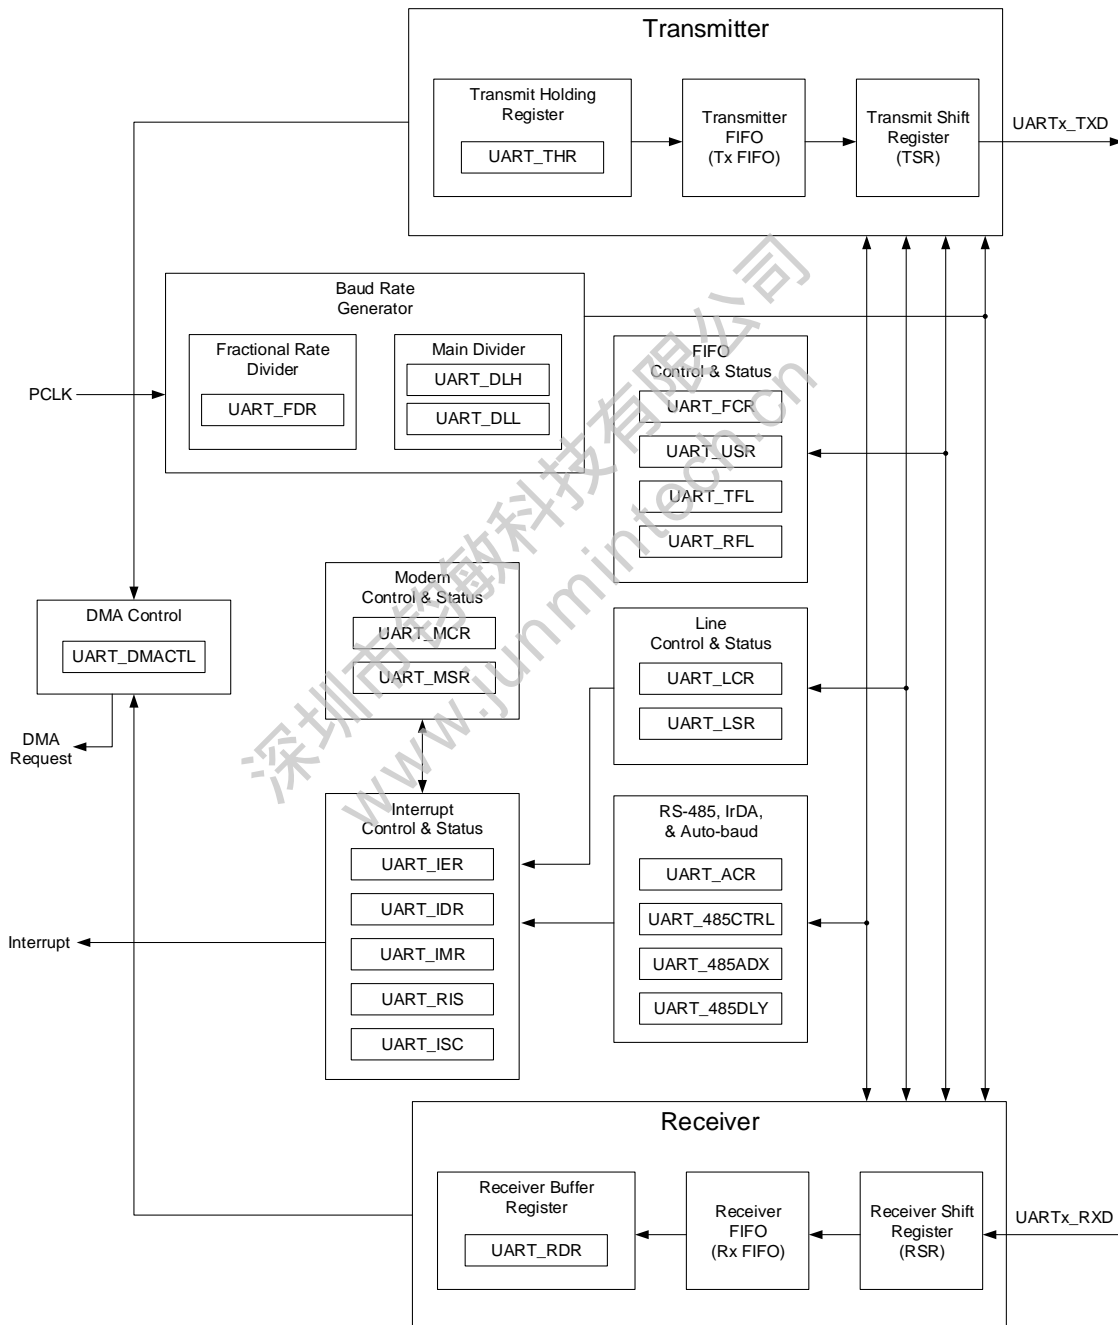 Transmitter
Transmit Holding
Register
UART_THR
Transmitter
FIFO
(Tx FIFO)
Transmit Shift
Register
(TSR)
UARTx_TXD
Baud Rate
Generator
Fractional Rate
Divider
UART_FDR
Main Divider
UART_DLH
UART_DLL
PCLK
FIFO
Control & Status
UART_FCR
UART_USR
UART_TFL
UART_RFL
Modern
Control & Status
UART_MCR
UART_MSR
DMA Control
UART_DMACTL
DMA
Request
Line
Control & Status
UART_LCR
UART_LSR
Interrupt
Control & Status
UART_IER
UART_IDR
UART_IMR
UART_RIS
UART_ISC
Interrupt
RS-485, IrDA,
& Auto-baud
UART_ACR
UART_485CTRL
UART_485ADX
UART_485DLY
Receiver
Receiver Buffer
Register
UART_RDR
Receiver
FIFO
(Rx FIFO)
Receiver Shift
Register
(RSR)
UARTx_RXD
深圳市钧敏科技有限公司
www.junmintech.cn